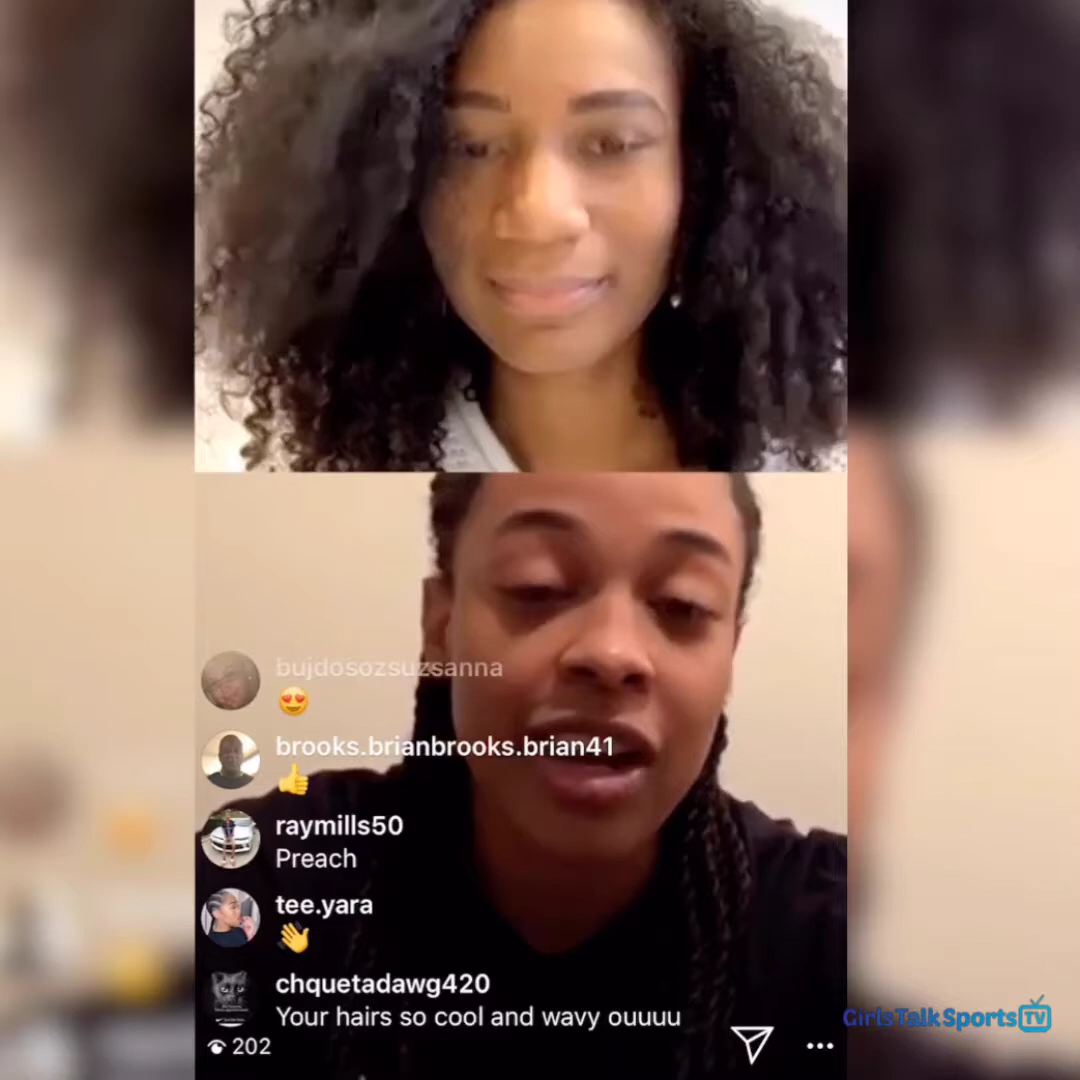 bujdosozsuzsanna
😍
brooks.brianbrooks.brian41
👍
raymills50
Preach
tee.yara
👋
chquetadawg420
Your hairs so cool and wavy ouuuu
202
GirlsTalkSportsTV